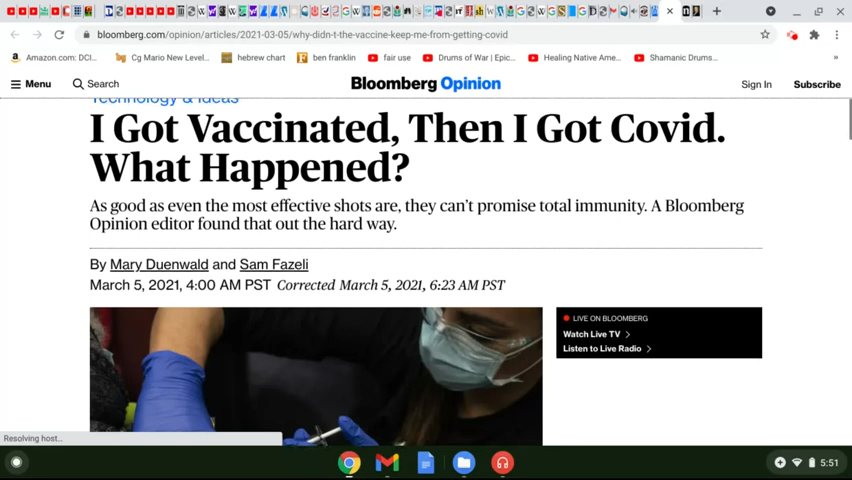 bloomberg.com/opinion/articles/2021-03-05/why-didn-t-the-vaccine-keep-me-from-getting-covid
Amazon.com: DCI... Cg Mario New Level... hebrew chart ben franklin fair use Drums of War | Epic... Healing Native Ame... Shamanic Drums... »
Menu Search Bloomberg Opinion Sign In Subscribe
Technology & Ideas
I Got Vaccinated, Then I Got Covid.
What Happened?
As good as even the most effective shots are, they can't promise total immunity. A Bloomberg
Opinion editor found that out the hard way.
By Mary Duenwald and Sam Fazeli
March 5, 2021, 4:00 AM PST Corrected March 5, 2021, 6:23 AM PST
LIVE ON BLOOMBERG
Watch Live TV
Listen to Live Radio
Resolving host...
5:51